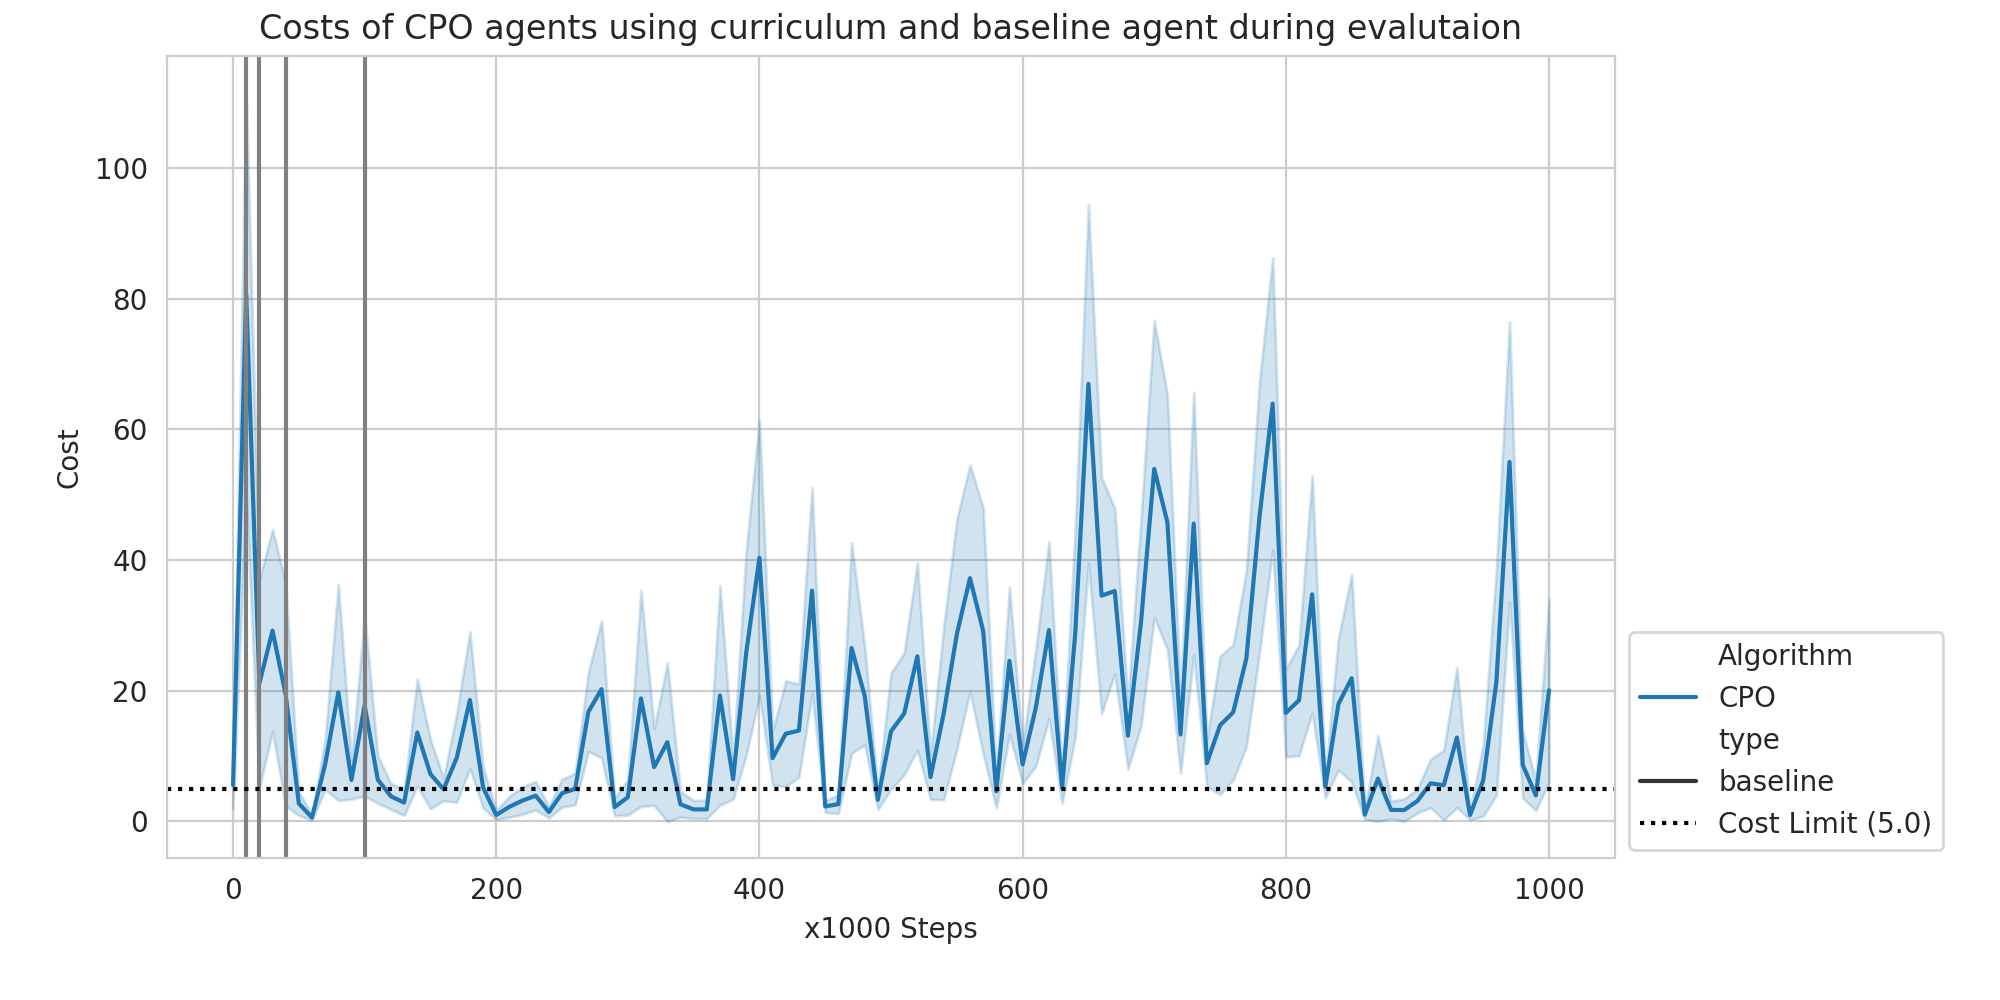 Costs of CPO agents using curriculum and baseline agent during evalutaion
100
80
60
40
20
0
Cost
0 200 400 600 800 1000
x1000 Steps
Algorithm
CPO
type
baseline
Cost Limit (5.0)